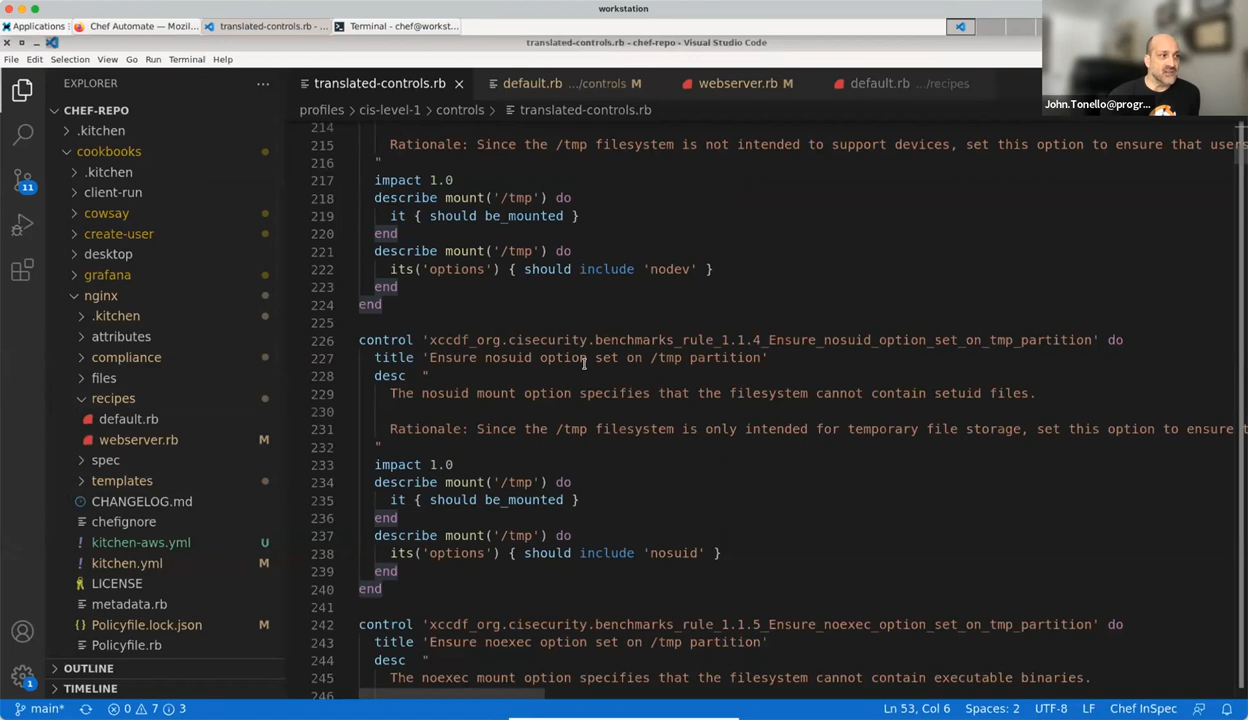 workstation
Applications
Chef Automate — Mozil...
translated-controls.rb - ...
Terminal - chef@workst...
translated-controls.rb - chef-repo - Visual Studio Code
File Edit Selection View Go Run Terminal Help
John.Tonello@progr...
EXPLORER
translated-controls.rb
default.rb .../controls M
webserver.rb M
default.rb .../recipes
CHEF-REPO
profiles > cis-level-1 > controls > translated-controls.rb
.kitchen
cookbooks
.kitchen
client-run
cowsay
create-user
desktop
grafana
nginx
.kitchen
attributes
compliance
files
recipes
default.rb
webserver.rb M
spec
templates
CHANGELOG.md
chefignore
kitchen-aws.yml U
kitchen.yml M
LICENSE
metadata.rb
Policyfile.lock.json M
Policyfile.rb
OUTLINE
TIMELINE
11
1
214
215 Rationale: Since the /tmp filesystem is not intended to support devices, set this option to ensure that users
216 "
217 impact 1.0
218 describe mount('/tmp') do
219 it { should be_mounted }
220 end
221 describe mount('/tmp') do
222 its('options') { should include 'nodev' }
223 end
224 end
225
226 control 'xccdf_org.cisecurity.benchmarks_rule_1.1.4_Ensure_nosuid_option_set_on_tmp_partition' do
227 title 'Ensure nosuid option set on /tmp partition'
228 desc "
229 The nosuid mount option specifies that the filesystem cannot contain setuid files.
230
231 Rationale: Since the /tmp filesystem is only intended for temporary file storage, set this option to ensure t
232 "
233 impact 1.0
234 describe mount('/tmp') do
235 it { should be_mounted }
236 end
237 describe mount('/tmp') do
238 its('options') { should include 'nosuid' }
239 end
240 end
241
242 control 'xccdf_org.cisecurity.benchmarks_rule_1.1.5_Ensure_noexec_option_set_on_tmp_partition' do
243 title 'Ensure noexec option set on /tmp partition'
244 desc "
245 The noexec mount option specifies that the filesystem cannot contain executable binaries.
246
main* 0 7 3
Ln 53, Col 6 Spaces: 2 UTF-8 LF Chef InSpec